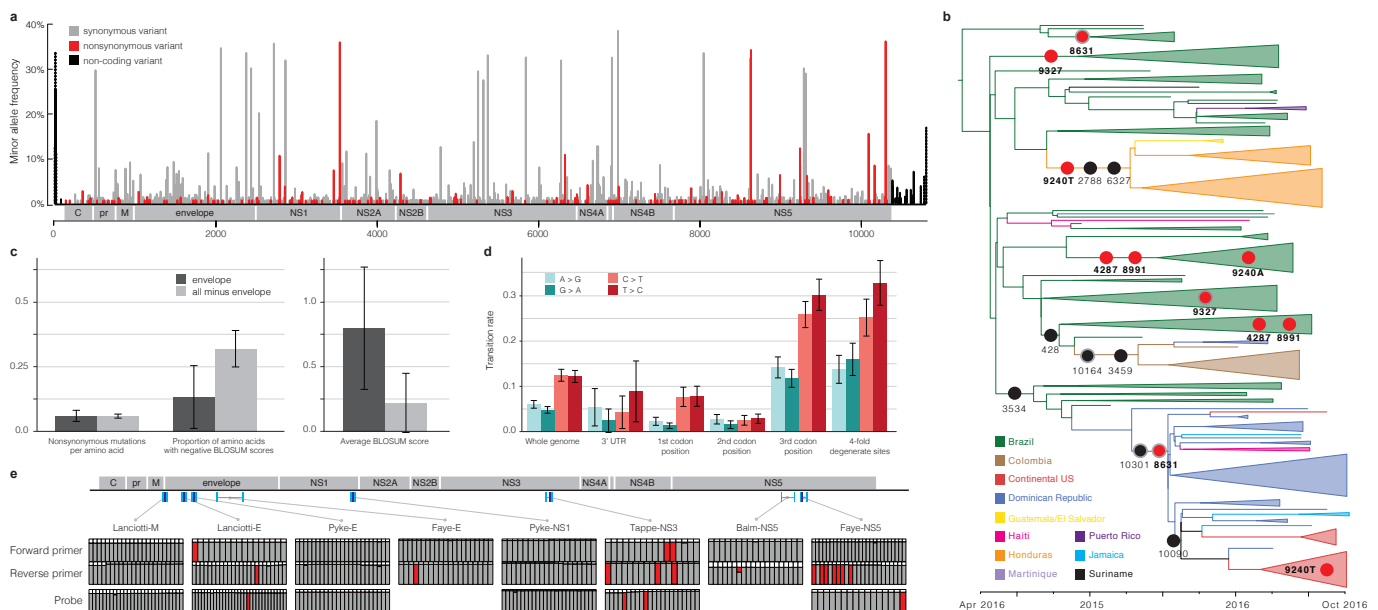 a
40%
30%
20%
10%
0%
Minor allele frequency
synonymous variant
nonsynonymous variant
non-coding variant
C pr M envelope NS1 NS2A NS2B NS3 NS4A NS4B NS5
0 2000 4000 6000 8000 10000
b
8631
9327
9240T 2788 6327
4287 8991
9240A
9327
4287 8991
428
10164 3459
3534
10301 8631
10090
9240T
Brazil
Colombia
Continental US
Dominican Republic
Guatemala/El Salvador
Haiti
Honduras
Martinique
Puerto Rico
Jamaica
Suriname
Apr 2016 2015 2016 Oct 2016
c
envelope
all minus envelope
0.5
0.25
0.0
Nonsynonymous mutations
per amino acid
Proportion of amino acids
with negative BLOSUM scores
1.0
0.5
0.0
Average BLOSUM score
d
A > G
G > A
C > T
T > C
Transition rate
0.3
0.2
0.1
0.0
Whole genome
3' UTR
1st codon
position
2nd codon
position
3rd codon
position
4-fold
degenerate sites
e
C pr M envelope NS1 NS2A NS2B NS3 NS4A NS4B NS5
Lanciotti-M Lanciotti-E Pyke-E Faye-E Pyke-NS1 Tappe-NS3 Balm-NS5 Faye-NS5
Forward primer
Reverse primer
Probe